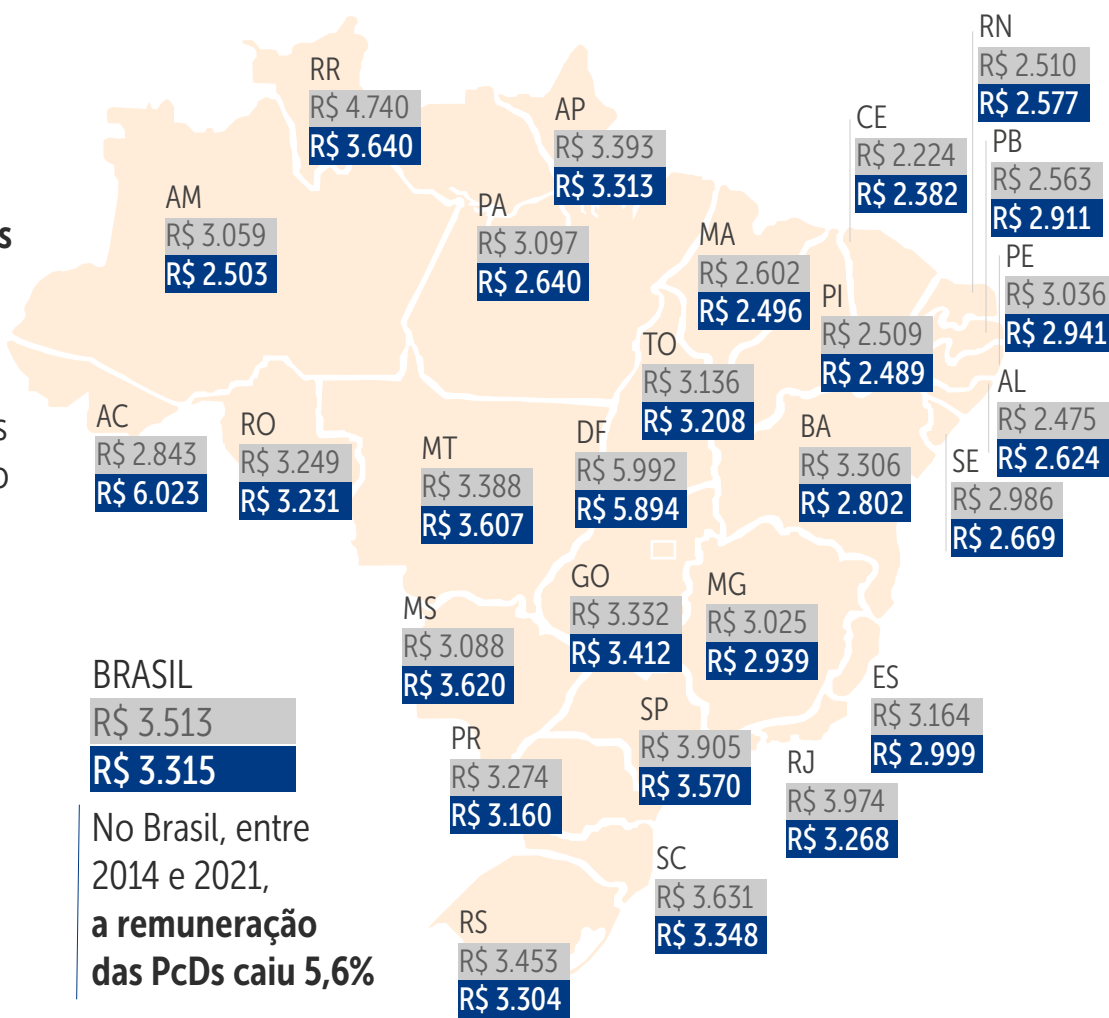 RN
R$ 2.510
R$ 2.577
RR
R$ 4.740
R$ 3.640
AP
R$ 3.393
R$ 3.313
CE
R$ 2.224
R$ 2.382
PB
R$ 2.563
R$ 2.911
AM
R$ 3.059
R$ 2.503
PA
R$ 3.097
R$ 2.640
s
MA
R$ 2.602
R$ 2.496
PE
R$ 3.036
R$ 2.941
PI
R$ 2.509
R$ 2.489
TO
R$ 3.136
R$ 3.208
AL
R$ 2.475
R$ 2.624
AC
R$ 2.843
R$ 6.023
RO
R$ 3.249
R$ 3.231
S
MT
R$ 3.388
R$ 3.607
DF
R$ 5.992
R$ 5.894
BA
R$ 3.306
R$ 2.802
SE
R$ 2.986
R$ 2.669
GO
R$ 3.332
R$ 3.412
MG
R$ 3.025
R$ 2.939
MS
R$ 3.088
R$ 3.620
BRASIL
R$ 3.513
R$ 3.315
ES
R$ 3.164
R$ 2.999
SP
R$ 3.905
R$ 3.570
PR
R$ 3.274
R$ 3.160
RJ
R$ 3.974
R$ 3.268
No Brasil, entre
2014 e 2021,
a remuneração
das PcDs caiu 5,6%
SC
R$ 3.631
R$ 3.348
RS
R$ 3.453
R$ 3.304